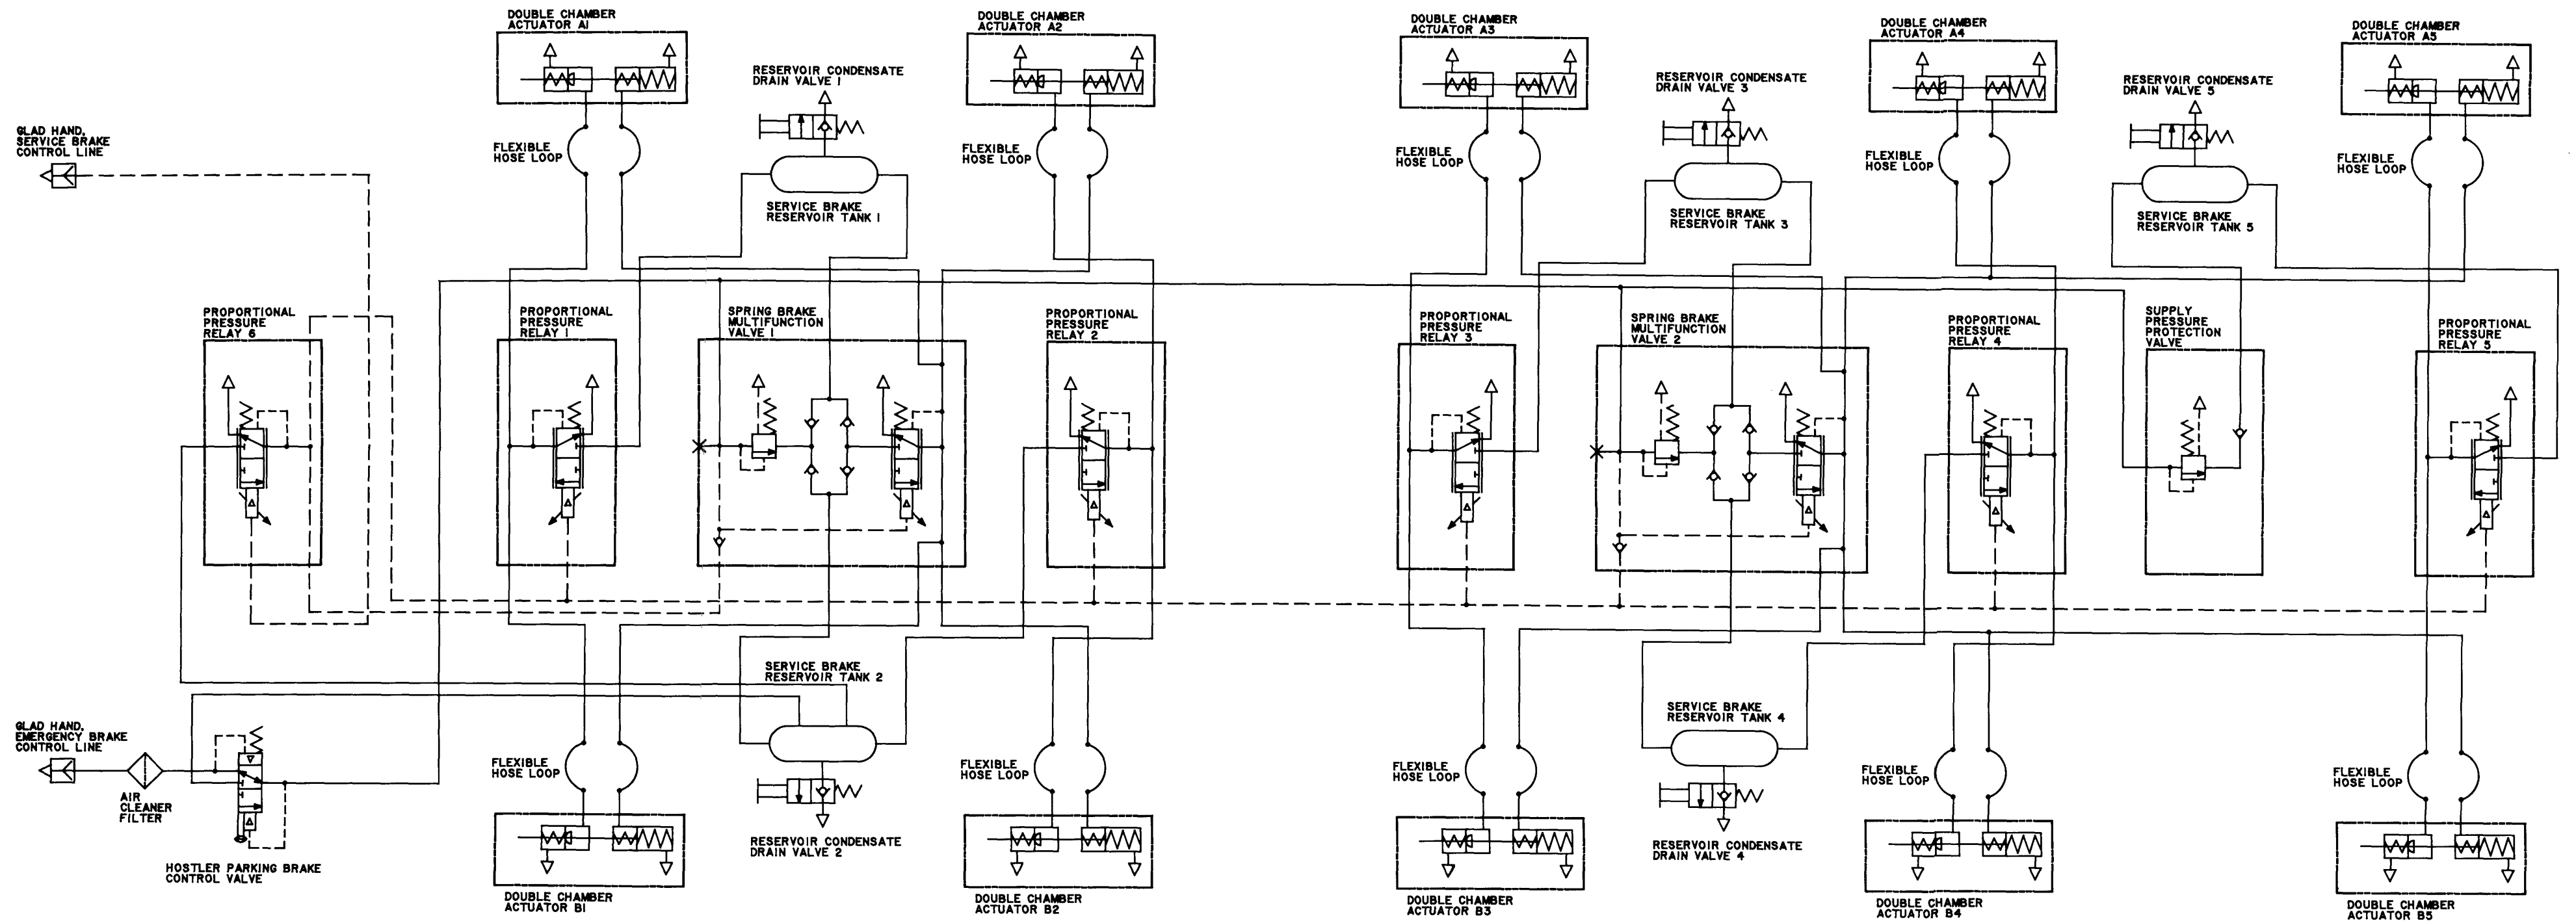 DOUBLE CHAMBER
ACTUATOR A1
DOUBLE CHAMBER
ACTUATOR A2
DOUBLE CHAMBER
ACTUATOR A3
DOUBLE CHAMBER
ACTUATOR A4
DOUBLE CHAMBER
ACTUATOR A5
RESERVOIR CONDENSATE
DRAIN VALVE 1
RESERVOIR CONDENSATE
DRAIN VALVE 3
RESERVOIR CONDENSATE
DRAIN VALVE 5
GLAD HAND,
SERVICE BRAKE
CONTROL LINE
FLEXIBLE
HOSE LOOP
FLEXIBLE
HOSE LOOP
FLEXIBLE
HOSE LOOP
FLEXIBLE
HOSE LOOP
FLEXIBLE
HOSE LOOP
SERVICE BRAKE
RESERVOIR TANK 1
SERVICE BRAKE
RESERVOIR TANK 3
SERVICE BRAKE
RESERVOIR TANK 5
PROPORTIONAL
PRESSURE
RELAY 6
PROPORTIONAL
PRESSURE
RELAY 1
SPRING BRAKE
MULTIFUNCTION
VALVE 1
PROPORTIONAL
PRESSURE
RELAY 2
PROPORTIONAL
PRESSURE
RELAY 3
SPRING BRAKE
MULTIFUNCTION
VALVE 2
PROPORTIONAL
PRESSURE
RELAY 4
SUPPLY
PRESSURE
PROTECTION
VALVE
PROPORTIONAL
PRESSURE
RELAY 5
SERVICE BRAKE
RESERVOIR TANK 2
SERVICE BRAKE
RESERVOIR TANK 4
GLAD HAND,
EMERGENCY BRAKE
CONTROL LINE
FLEXIBLE
HOSE LOOP
FLEXIBLE
HOSE LOOP
FLEXIBLE
HOSE LOOP
FLEXIBLE
HOSE LOOP
FLEXIBLE
HOSE LOOP
AIR
CLEANER
FILTER
RESERVOIR CONDENSATE
DRAIN VALVE 2
RESERVOIR CONDENSATE
DRAIN VALVE 4
HOSTLER PARKING BRAKE
CONTROL VALVE
DOUBLE CHAMBER
ACTUATOR B1
DOUBLE CHAMBER
ACTUATOR B2
DOUBLE CHAMBER
ACTUATOR B3
DOUBLE CHAMBER
ACTUATOR B4
DOUBLE CHAMBER
ACTUATOR B5